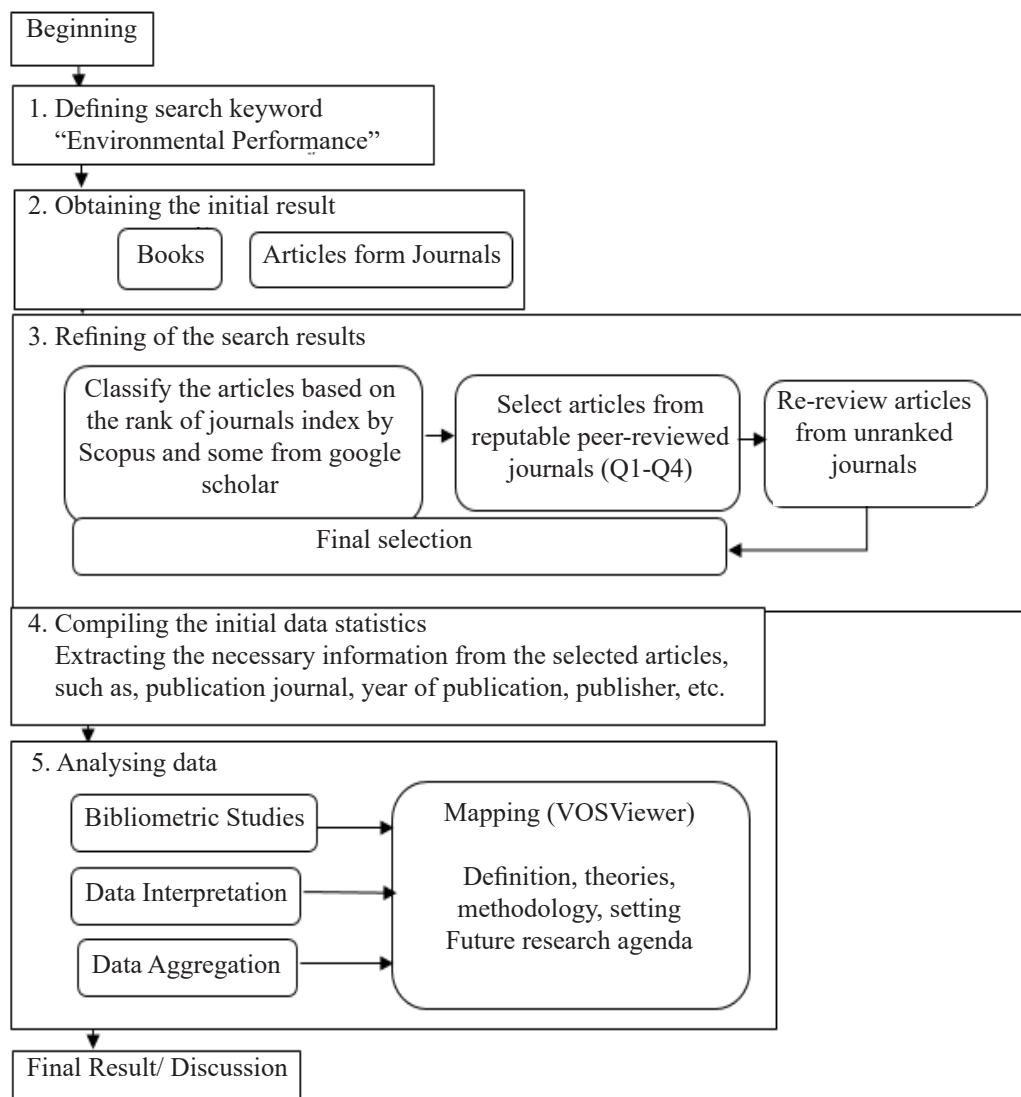 Beginning
1. Defining search keyword
“Environmental Performance”
2. Obtaining the initial result
Books
Articles form Journals
3. Refining of the search results
Classify the articles based on
the rank of journals index by
Scopus and some from google
scholar
Select articles from
reputable peer-reviewed
journals (Q1-Q4)
Re-review articles
from unranked
journals
Final selection
4. Compiling the initial data statistics
Extracting the necessary information from the selected articles,
such as, publication journal, year of publication, publisher, etc.
5. Analysing data
Bibliometric Studies
Data Interpretation
Data Aggregation
Mapping (VOSViewer)
Definition, theories,
methodology, setting
Future research agenda
Final Result/ Discussion